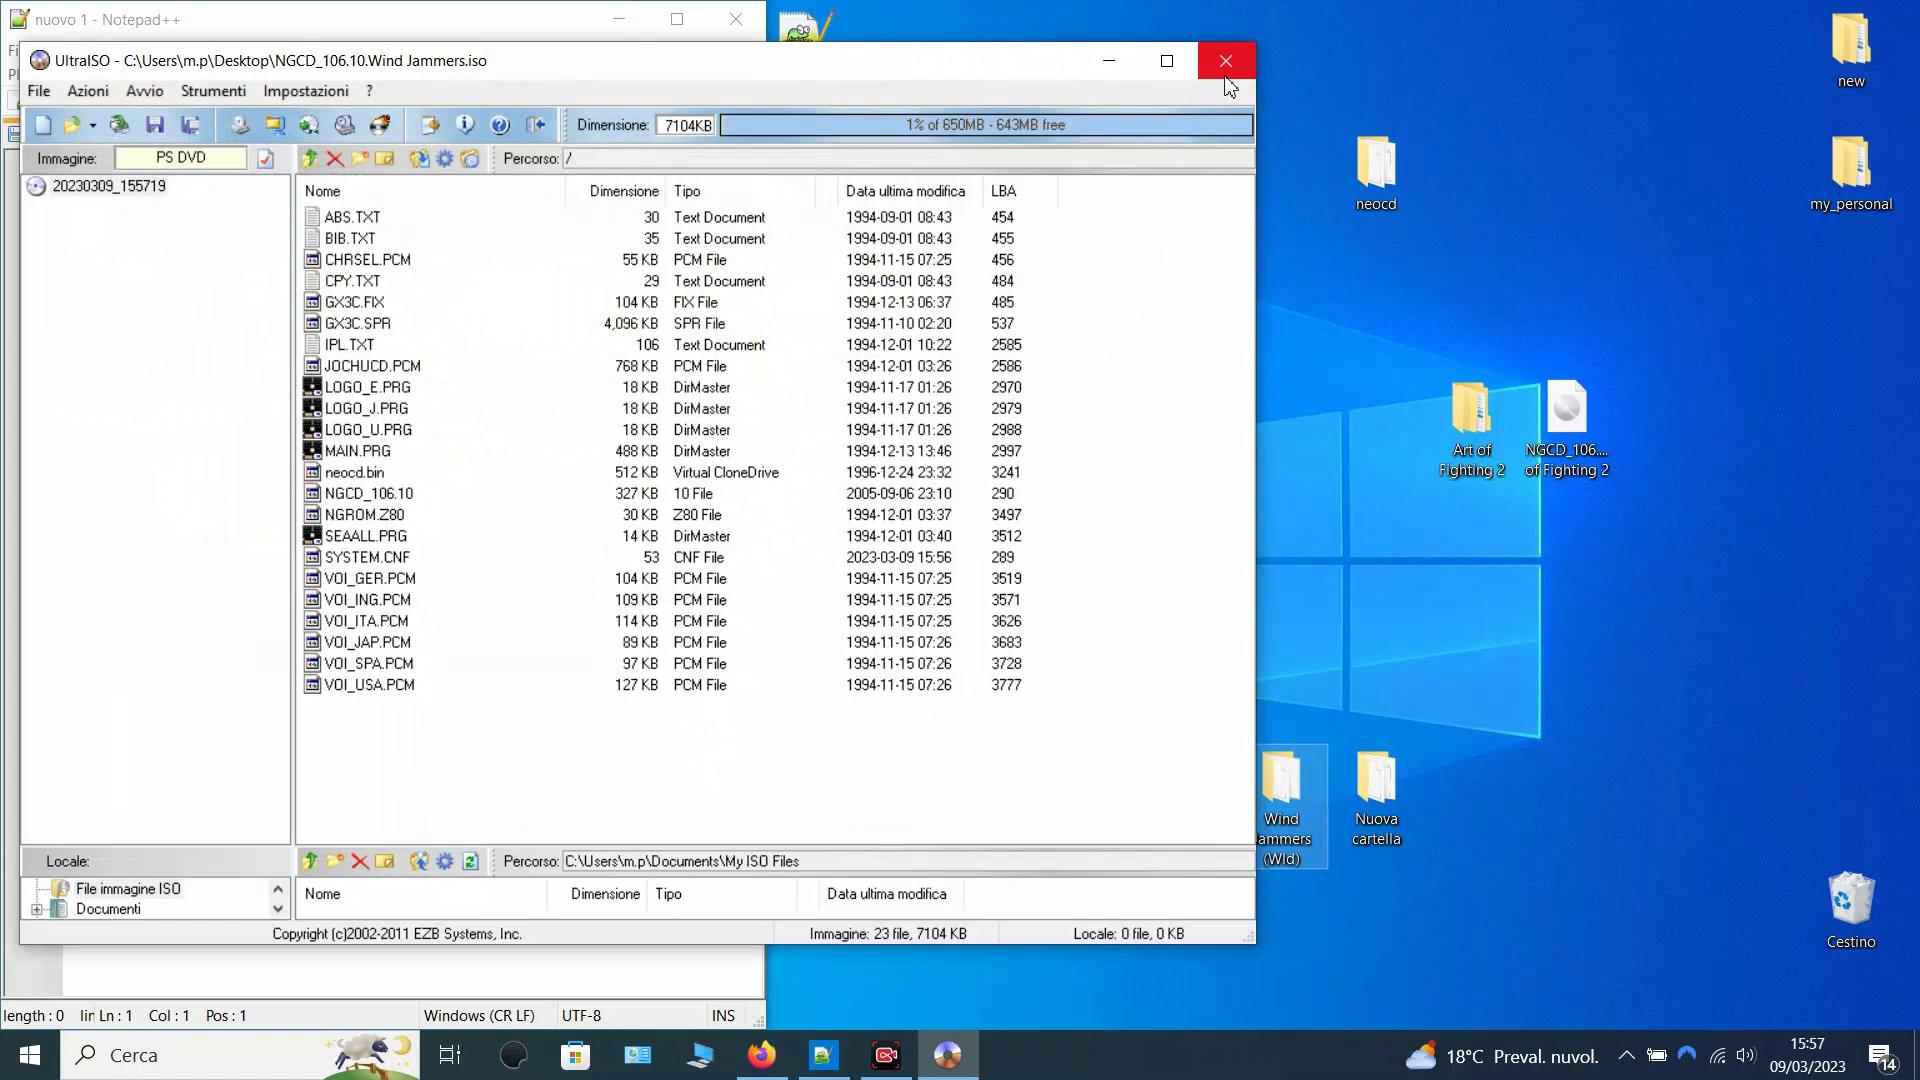 nuovo 1 - Notepad++
UltraISO - C:\Users\m.p\Desktop\NGCD_106.10.Wind Jammers.iso
File Azioni Avvio Strumenti Impostazioni ?
Dimensione: 7104KB 1% of 650MB - 643MB free
Immagine: PS DVD Percorso: /
20230309_155719
Nome Dimensione Tipo Data ultima modifica LBA
ABS.TXT 30 Text Document 1994-09-01 08:43 454
BIB.TXT 35 Text Document 1994-09-01 08:43 455
CHRSEL.PCM 55 KB PCM File 1994-11-15 07:25 456
CPY.TXT 29 Text Document 1994-09-01 08:43 484
GX3C.FIX 104 KB FIX File 1994-12-13 06:37 485
GX3C.SPR 4,096 KB SPR File 1994-11-10 02:20 537
IPL.TXT 106 Text Document 1994-12-01 10:22 2585
JOCHUCD.PCM 768 KB PCM File 1994-12-01 03:26 2586
LOGO_E.PRG 18 KB DirMaster 1994-11-17 01:26 2970
LOGO_J.PRG 18 KB DirMaster 1994-11-17 01:26 2979
LOGO_U.PRG 18 KB DirMaster 1994-11-17 01:26 2988
MAIN.PRG 488 KB DirMaster 1994-12-13 13:46 2997
neocd.bin 512 KB Virtual CloneDrive 1996-12-24 23:32 3241
NGCD_106.10 327 KB 10 File 2005-09-06 23:10 290
NGROM.Z80 30 KB Z80 File 1994-12-01 03:37 3497
SEAALL.PRG 14 KB DirMaster 1994-12-01 03:40 3512
SYSTEM.CNF 53 CNF File 2023-03-09 15:56 289
VOI_GER.PCM 104 KB PCM File 1994-11-15 07:25 3519
VOI_ING.PCM 109 KB PCM File 1994-11-15 07:25 3571
VOI_ITA.PCM 114 KB PCM File 1994-11-15 07:25 3626
VOI_JAP.PCM 89 KB PCM File 1994-11-15 07:26 3683
VOI_SPA.PCM 97 KB PCM File 1994-11-15 07:26 3728
VOI_USA.PCM 127 KB PCM File 1994-11-15 07:26 3777
Locale: Percorso: C:\Users\m.p\Documents\My ISO Files
File immagine ISO
Documenti
Nome Dimensione Tipo Data ultima modifica
Copyright (c)2002-2011 EZB Systems, Inc. Immagine: 23 file, 7104 KB Locale: 0 file, 0 KB
length : 0 lin Ln : 1 Col : 1 Pos : 1 Windows (CR LF) UTF-8 INS
new
neocd
my_personal
Art of
Fighting 2
NGCD_106....
of Fighting 2
Wind
Jammers
(Wld)
Nuova
cartella
Cestino
Cerca
18°C Preval. nuvol.
15:57
09/03/2023
14